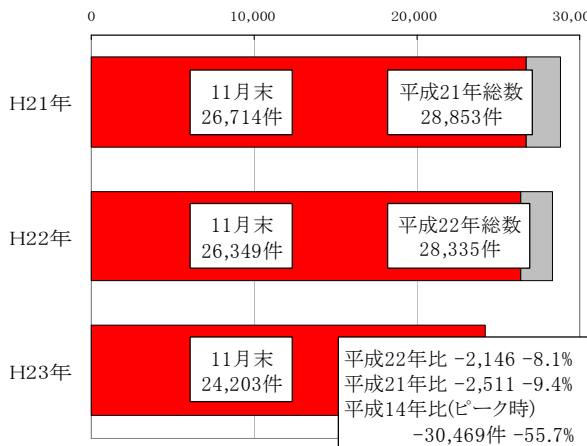 0 10,000 20,000 30,000
H21年
11月末
26,714件
平成21年総数
28,853件
H22年
11月末
26,349件
平成22年総数
28,335件
H23年
11月末
24,203件
平成22年比 -2,146 -8.1%
平成21年比 -2,511 -9.4%
平成14年比(ピーク時)
-30,469件 -55.7%